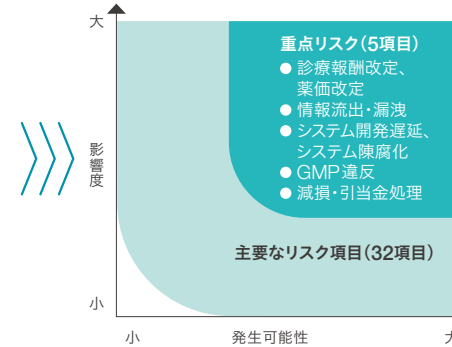 大
重点リスク（5項目）
● 診療報酬改定、
薬価改定
● 情報流出・漏洩
● システム開発遅延、
システム陳腐化
● GMP違反
● 減損・引当金処理
影響度
主要なリスク項目（32項目）
小
小
発生可能性
大